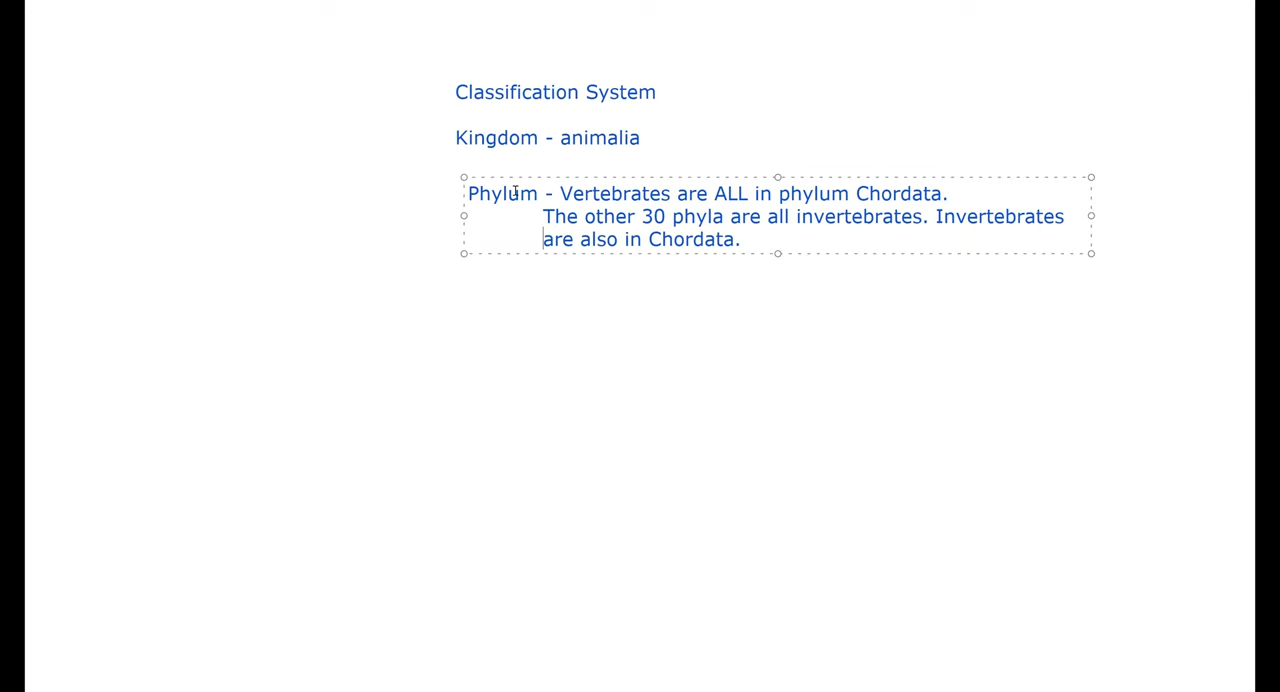 Classification System
Kingdom - animalia
Phylum - Vertebrates are ALL in phylum Chordata.
The other 30 phyla are all invertebrates. Invertebrates
are also in Chordata.